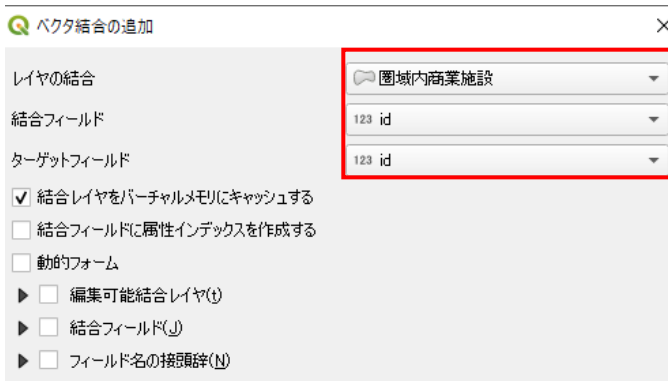 ベクタ結合の追加
レイヤの結合 圏域内商業施設
結合フィールド 123 id
ターゲットフィールド 123 id
結合レイヤをバーチャルメモリにキャッシュする
結合フィールドに属性インデックスを作成する
動的フォーム
編集可能結合レイヤ(t)
結合フィールド(J)
フィールド名の接頭辞(N)